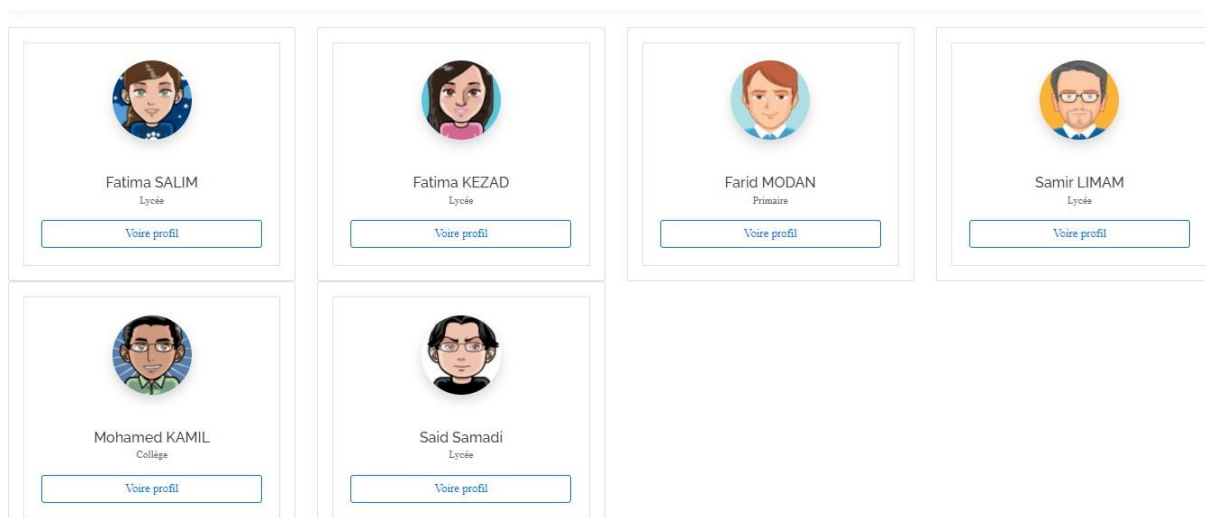 Fatima SALIM
Lycée
Voire profil
Fatima KEZAD
Lycée
Voire profil
Farid MODAN
Primaire
Voire profil
Samir LIMAM
Lycée
Voire profil
Mohamed KAMIL
Collége
Voire profil
Said Samadi
Lycée
Voire profil